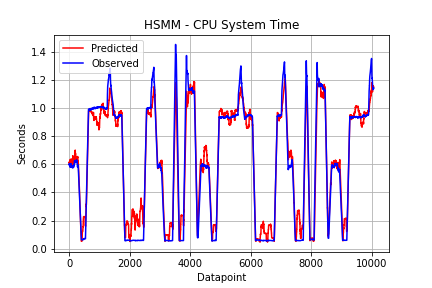 HSMM - CPU System Time
Predicted
Observed
Seconds
1.4
1.2
1.0
0.8
0.6
0.4
0.2
0.0
0 2000 4000 6000 8000 10000
Datapoint